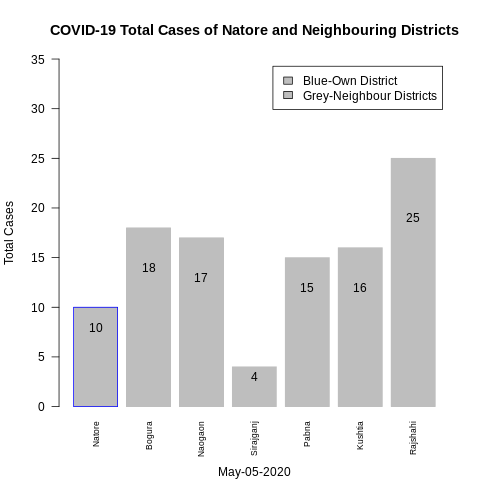 COVID-19 Total Cases of Natore and Neighbouring Districts
Total Cases
35
30
25
20
15
10
5
0
Blue-Own District
Grey-Neighbour Districts
10
18
17
4
15
16
25
Natore
Bogura
Naogaon
Sirajganj
Pabna
Kushtia
Rajshahi
May-05-2020